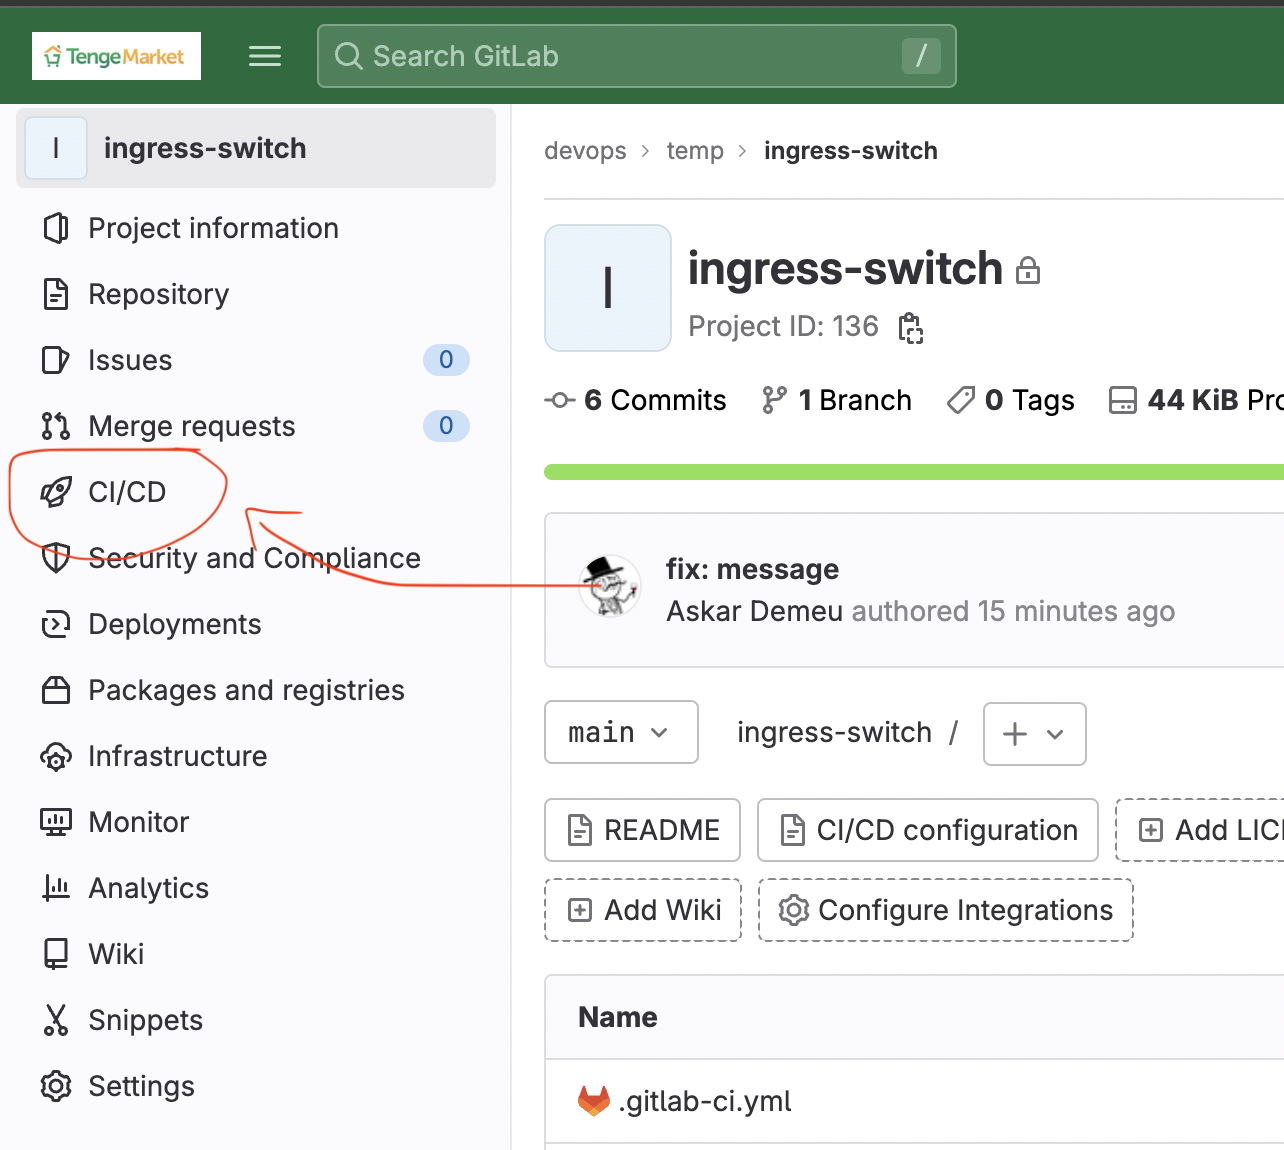 TengeMarket
Search GitLab /
I ingress-switch
Project information
Repository
Issues 0
Merge requests 0
CI/CD
Security and Compliance
Deployments
Packages and registries
Infrastructure
Monitor
Analytics
Wiki
Snippets
Settings
devops > temp > ingress-switch
I
ingress-switch
Project ID: 136
6 Commits 1 Branch 0 Tags 44 KiB Pro
fix: message
Askar Demeu authored 15 minutes ago
main ingress-switch / +
README CI/CD configuration Add LICE
Add Wiki Configure Integrations
Name
.gitlab-ci.yml